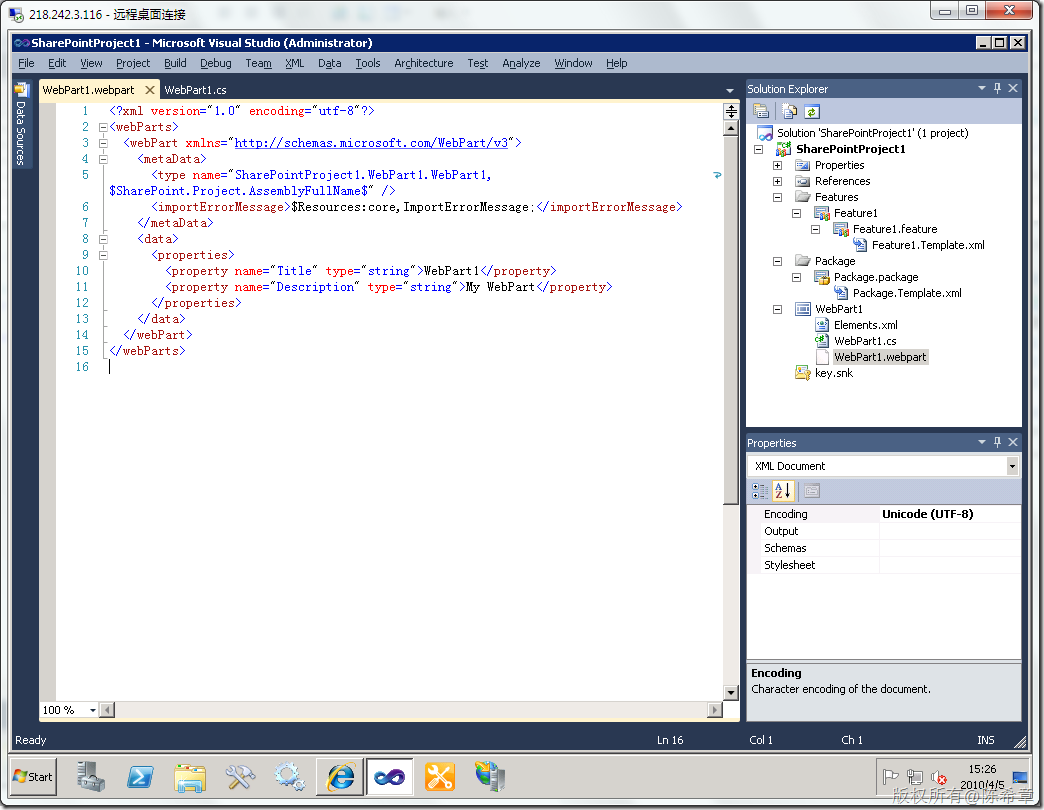 218.242.3.116 - 远程桌面连接
SharePointProject1 - Microsoft Visual Studio (Administrator)
File Edit View Project Build Debug Team XML Data Tools Architecture Test Analyze Window Help
Data Sources
WebPart1.webpart WebPart1.cs
1 <?xml version="1.0" encoding="utf-8"?>
2 <webParts>
3 <webPart xmlns="http://schemas.microsoft.com/WebPart/v3">
4 <metaData>
5 <type name="SharePointProject1.WebPart1.WebPart1,
$SharePoint.Project.AssemblyFullName$" />
6 <importErrorMessage>$Resources:core,ImportErrorMessage;</importErrorMessage>
7 </metaData>
8 <data>
9 <properties>
10 <property name="Title" type="string">WebPart1</property>
11 <property name="Description" type="string">My WebPart</property>
12 </properties>
13 </data>
14 </webPart>
15 </webParts>
16
100 %
Solution Explorer
Solution 'SharePointProject1' (1 project)
SharePointProject1
Properties
References
Features
Feature1
Feature1.feature
Feature1.Template.xml
Package
Package.package
Package.Template.xml
WebPart1
Elements.xml
WebPart1.cs
WebPart1.webpart
key.snk
Properties
XML Document
Encoding Unicode (UTF-8)
Output
Schemas
Stylesheet
Encoding
Character encoding of the document.
Ready Ln 16 Col 1 Ch 1 INS
Start
15:26
2010/4/5
版权所有@陈希章